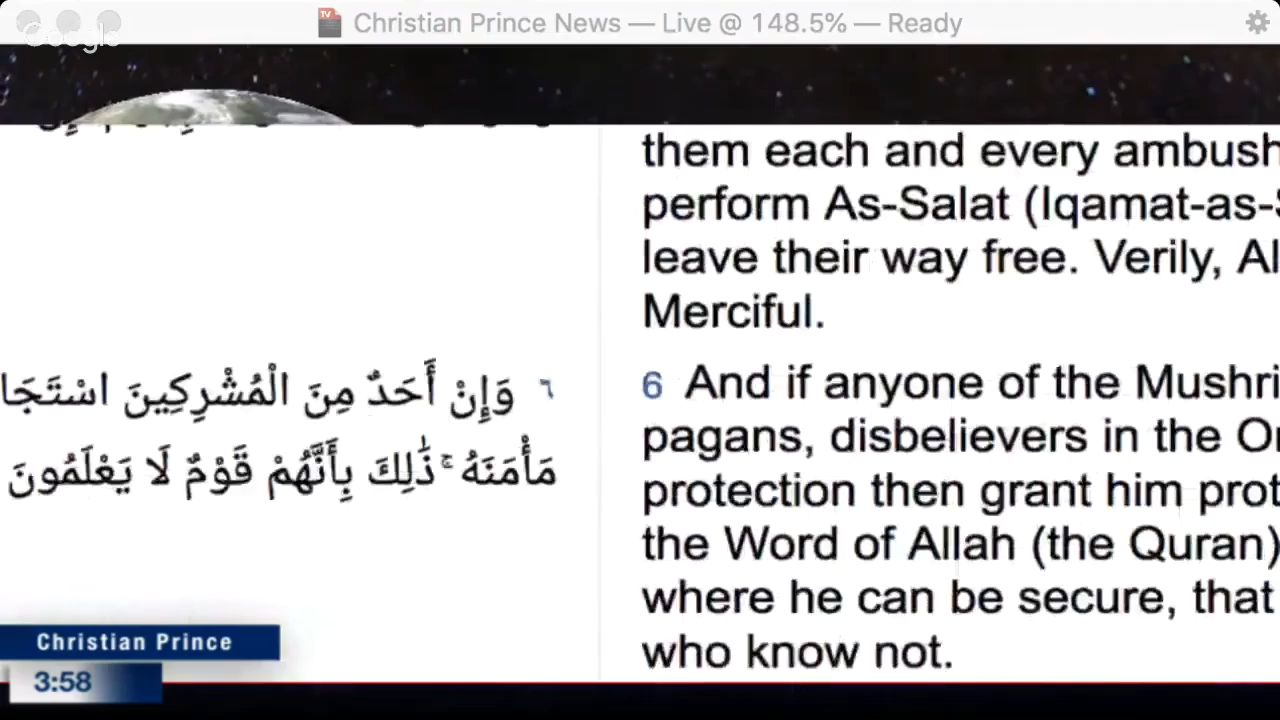 Christian Prince News — Live @ 148.5% — Ready
Google
TV
them each and every ambush
perform As-Salat (Iqamat-as-
leave their way free. Verily, Al
Merciful.
٦ وَإِنْ أَحَدٌ مِنَ الْمُشْرِكِينَ اسْتَجَا
مَأْمَنَهُ ۚ ذَٰلِكَ بِأَنَّهُمْ قَوْمٌ لَا يَعْلَمُونَ
6 And if anyone of the Mushri
pagans, disbelievers in the On
protection then grant him prot
the Word of Allah (the Quran)
where he can be secure, that
who know not.
Christian Prince
3:58